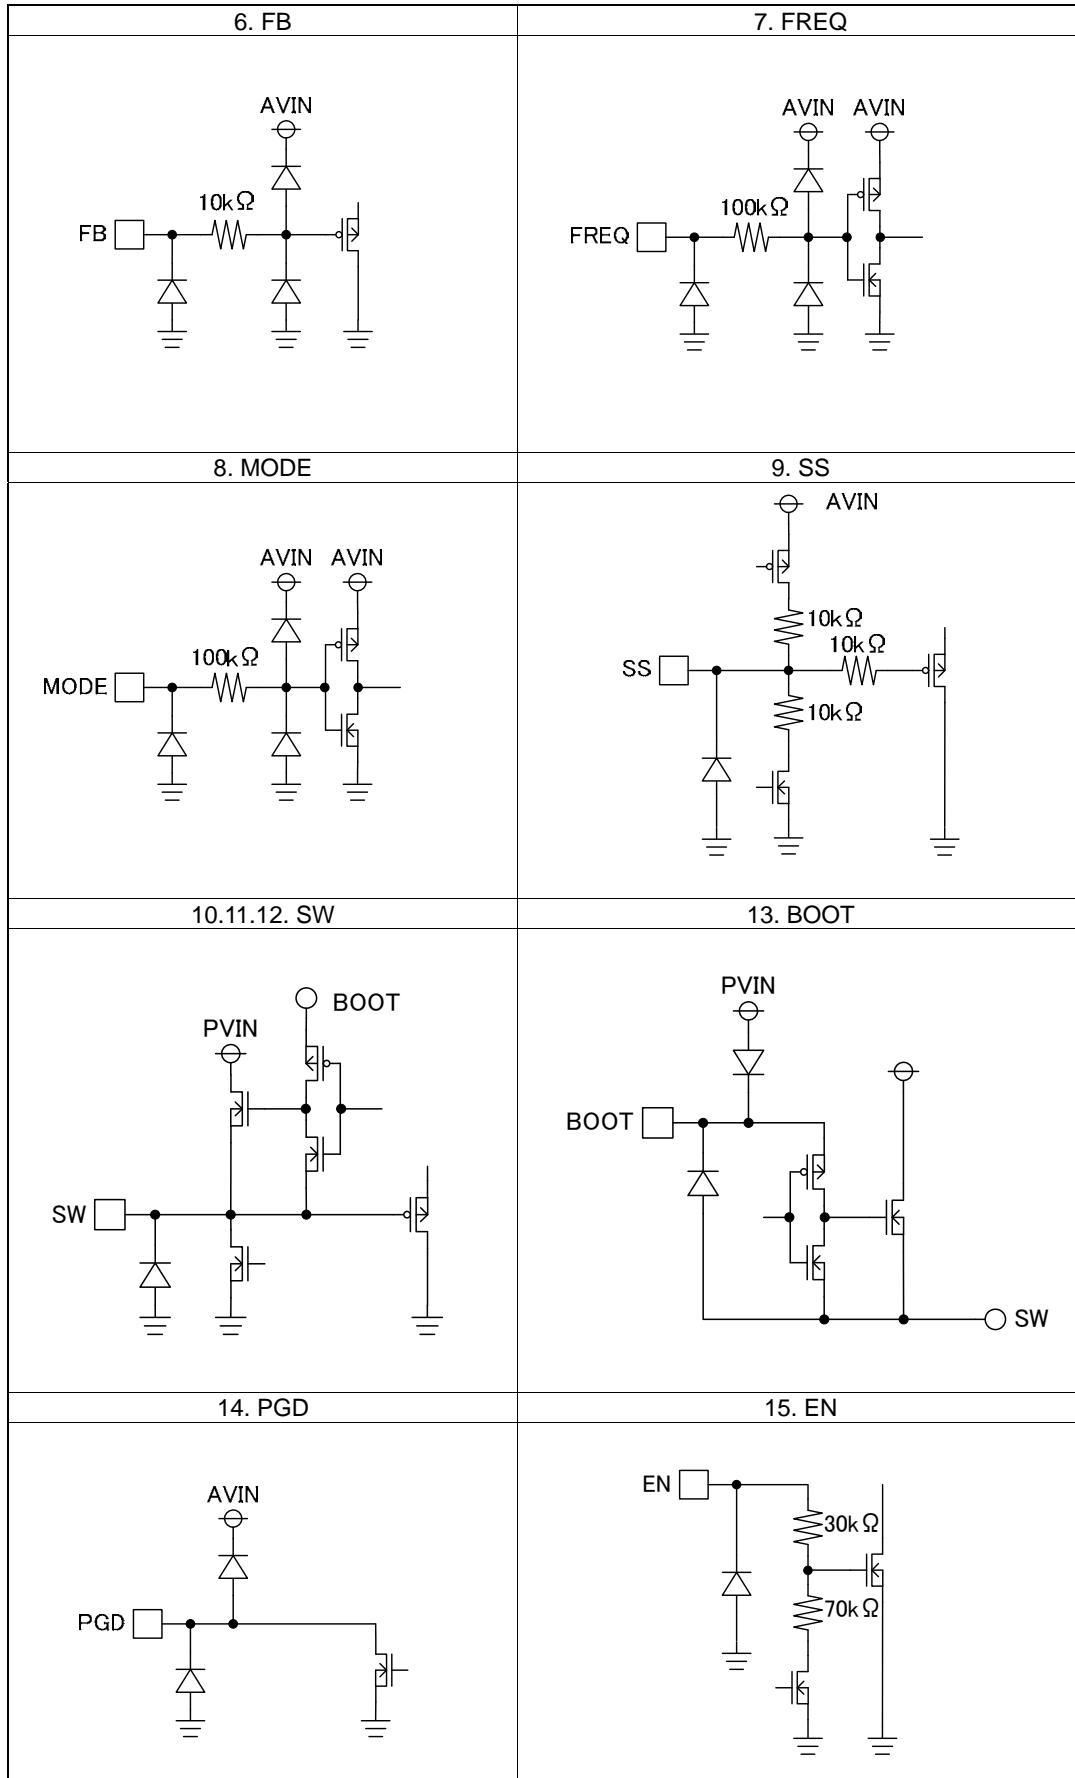 6. FB
7. FREQ
AVIN
10kΩ
FB
AVIN AVIN
100kΩ
FREQ
8. MODE
9. SS
AVIN AVIN
100kΩ
MODE
AVIN
10kΩ
10kΩ
SS
10kΩ
10.11.12. SW
13. BOOT
BOOT
PVIN
SW
PVIN
BOOT
SW
14. PGD
15. EN
AVIN
PGD
EN
30kΩ
70kΩ